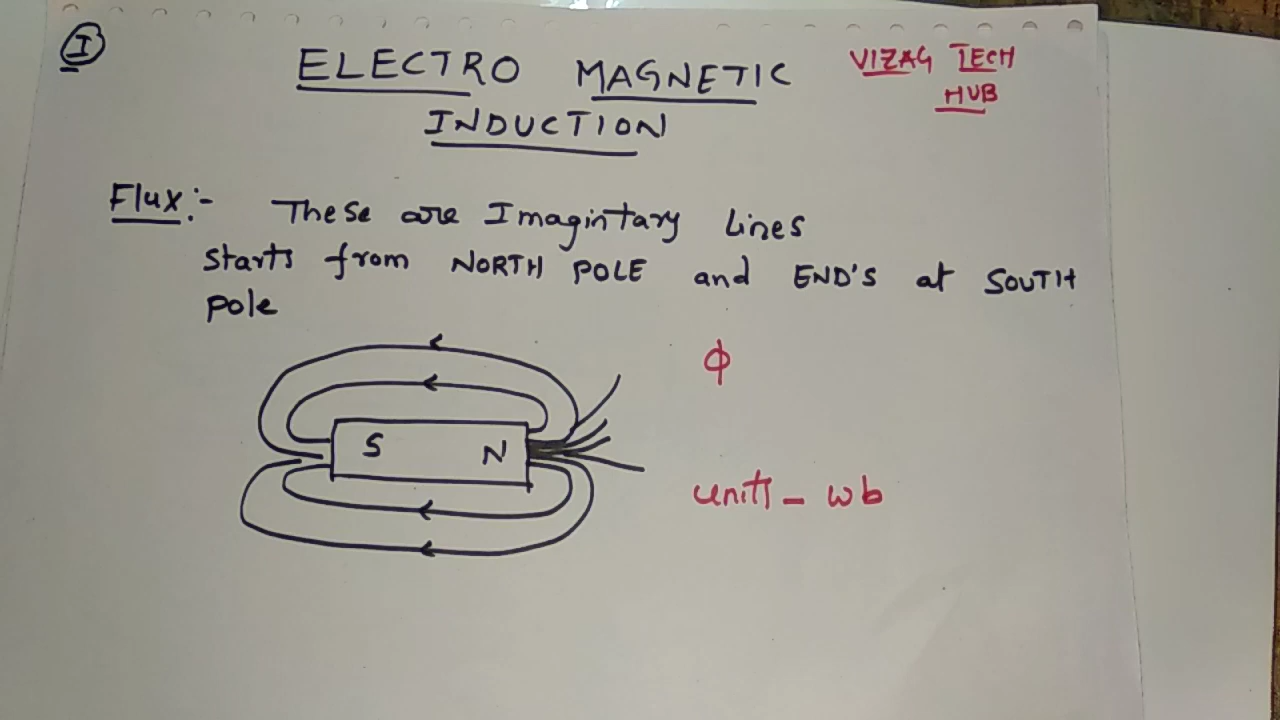 I
ELECTRO MAGNETIC
INDUCTION
VIZAG TECH
HUB
Flux:- These are Imagintary Lines
starts from NORTH POLE and END'S at SOUTH
pole
ϕ
S N
units - wb